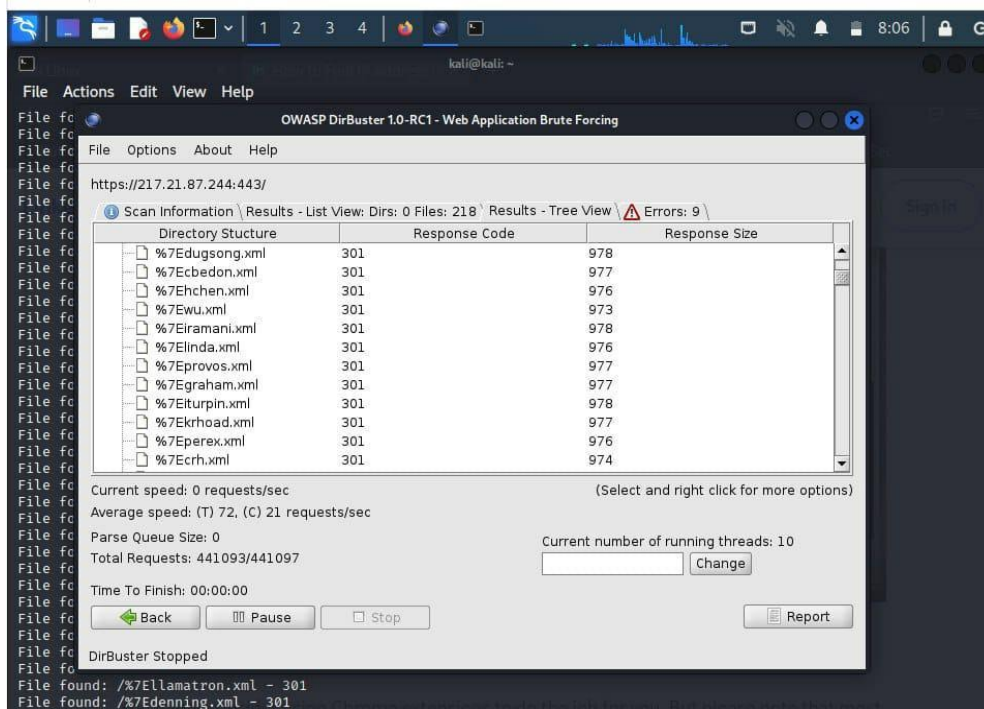 1 2 3 4 8:06
kali@kali: ~
File Actions Edit View Help
OWASP DirBuster 1.0-RC1 - Web Application Brute Forcing
File Options About Help
https://217.21.87.244:443/
Scan Information \ Results - List View: Dirs: 0 Files: 218 \ Results - Tree View \ Errors: 9 \
Directory Stucture Response Code Response Size
%7Edugsong.xml 301 978
%7Ecbedon.xml 301 977
%7Ehchen.xml 301 976
%7Ewu.xml 301 973
%7Eiramani.xml 301 978
%7Elinda.xml 301 976
%7Eprovos.xml 301 977
%7Egraham.xml 301 977
%7Eiturpin.xml 301 978
%7Ekrhoad.xml 301 977
%7Eperex.xml 301 976
%7Ecrh.xml 301 974
Current speed: 0 requests/sec (Select and right click for more options)
Average speed: (T) 72, (C) 21 requests/sec
Parse Queue Size: 0 Current number of running threads: 10
Total Requests: 441093/441097 Change
Time To Finish: 00:00:00
Back Pause Stop Report
DirBuster Stopped
File found: /%7Ellamatron.xml - 301
File found: /%7Edenning.xml - 301